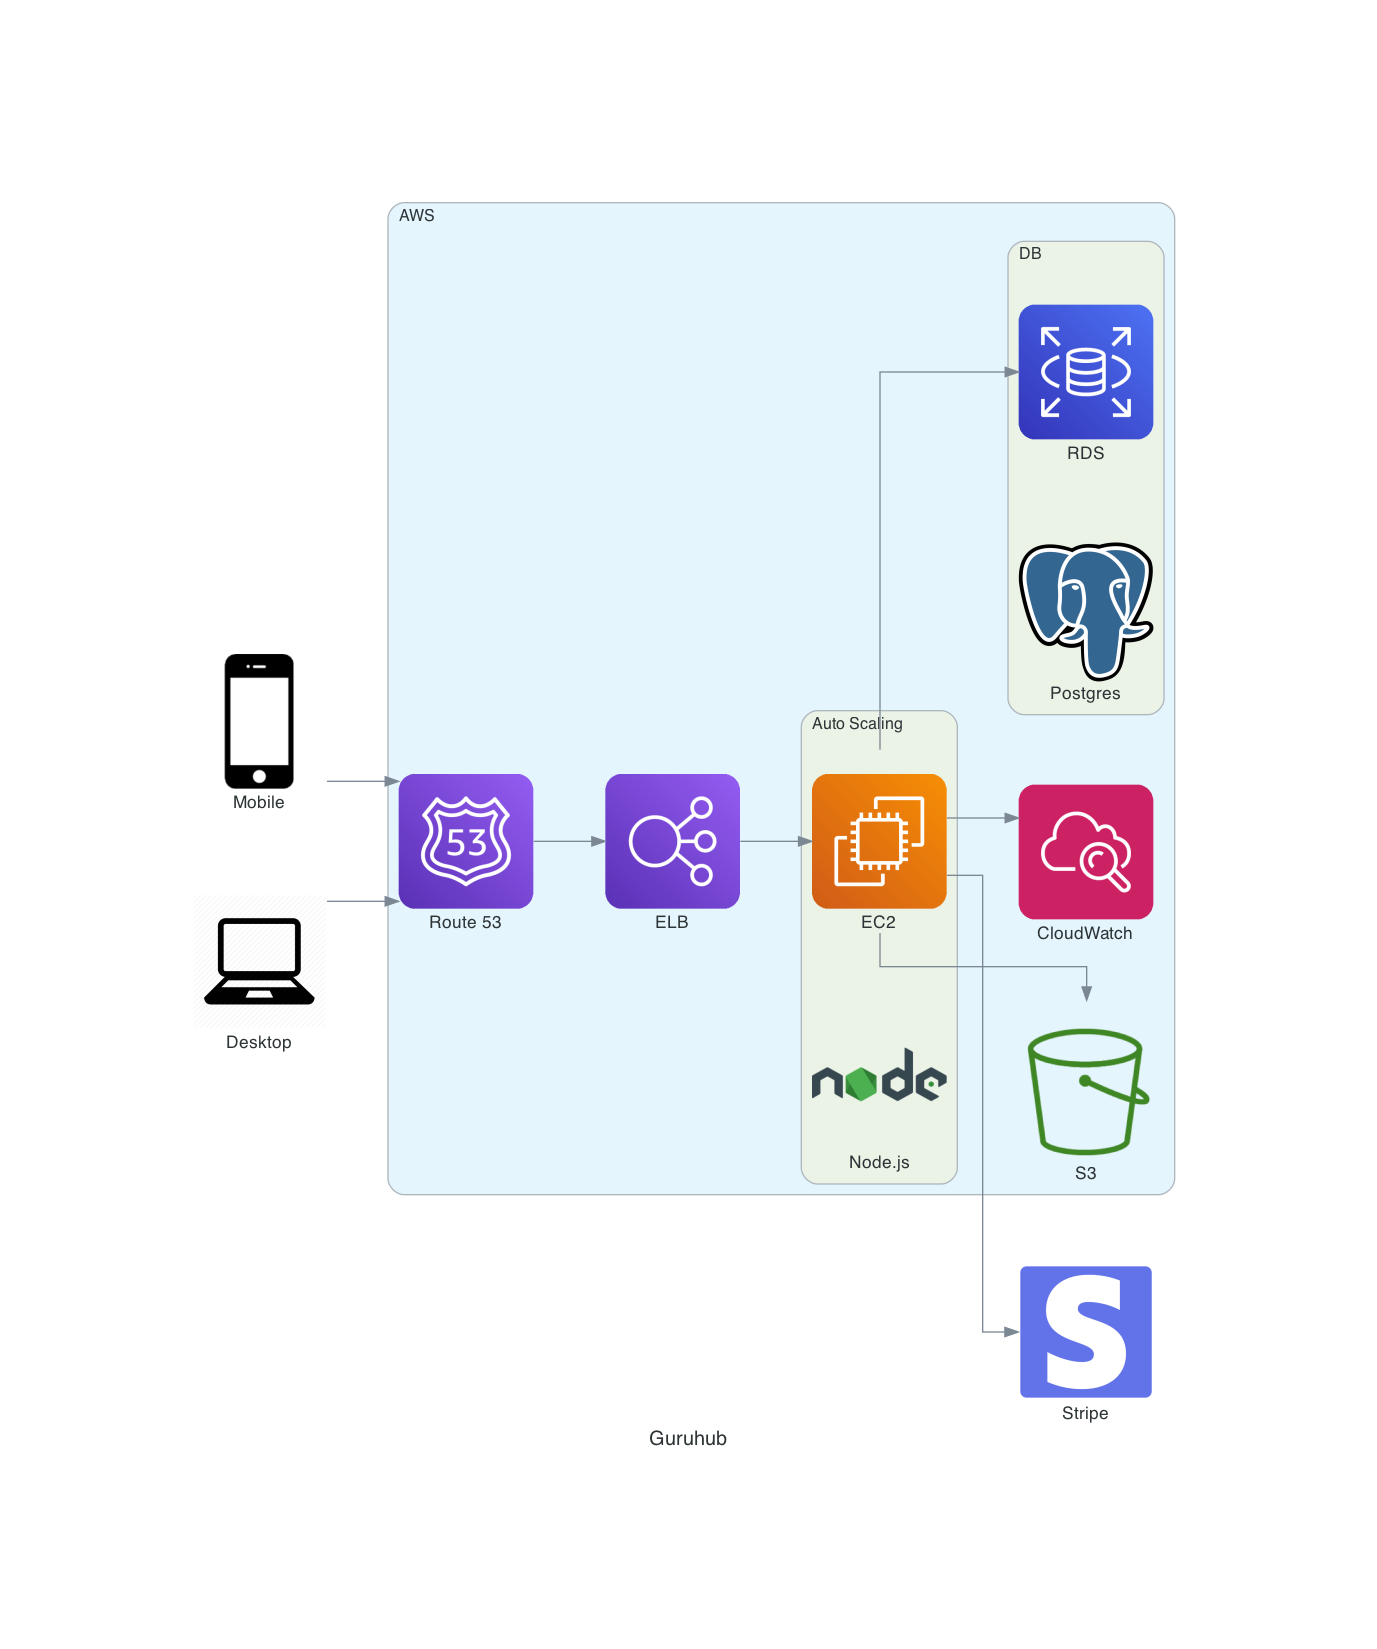 AWS
DB
RDS
Postgres
Mobile
Auto Scaling
53
Route 53
ELB
EC2
CloudWatch
Desktop
node
Node.js
S3
S
Stripe
Guruhub